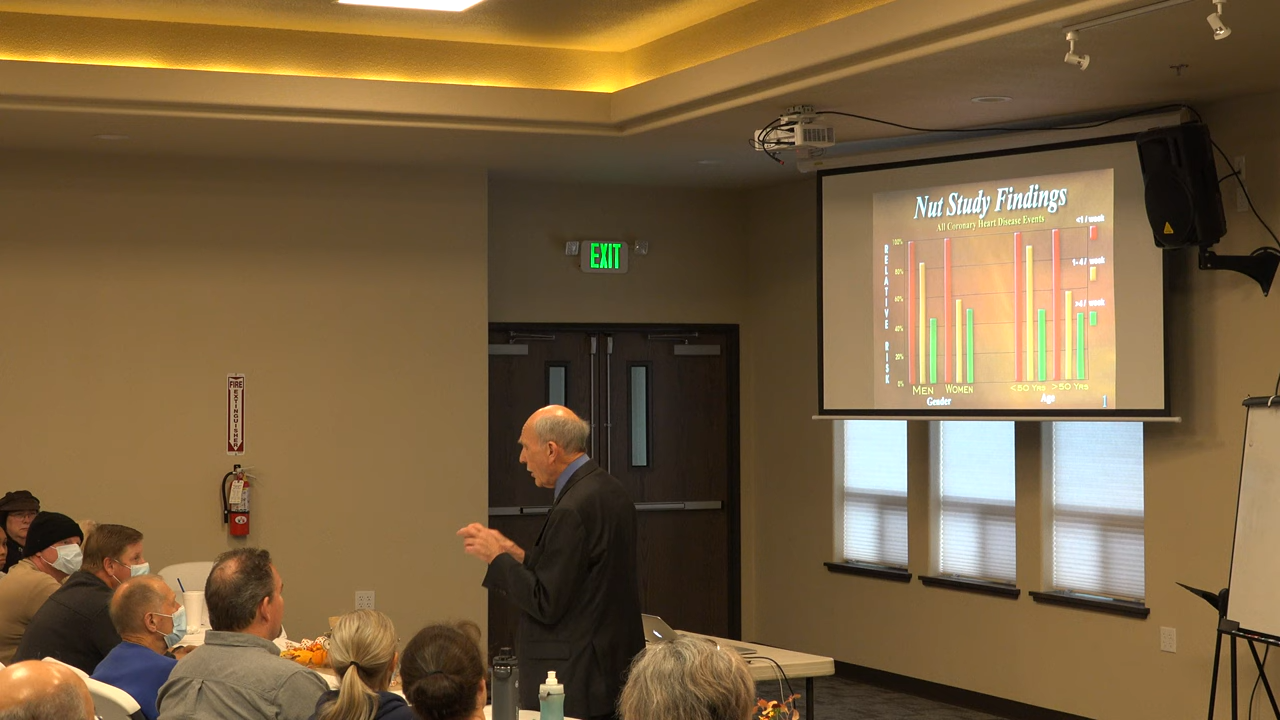 Nut Study Findings
All Coronary Heart Disease Events
<1 / week
100%
80%
1-4 / week
60%
>4 / week
40%
20%
0%
RELATIVE RISK
MEN
WOMEN
<50 YRS
>50 YRS
Gender
Age
1
EXIT
FIRE
EXTINGUISHER